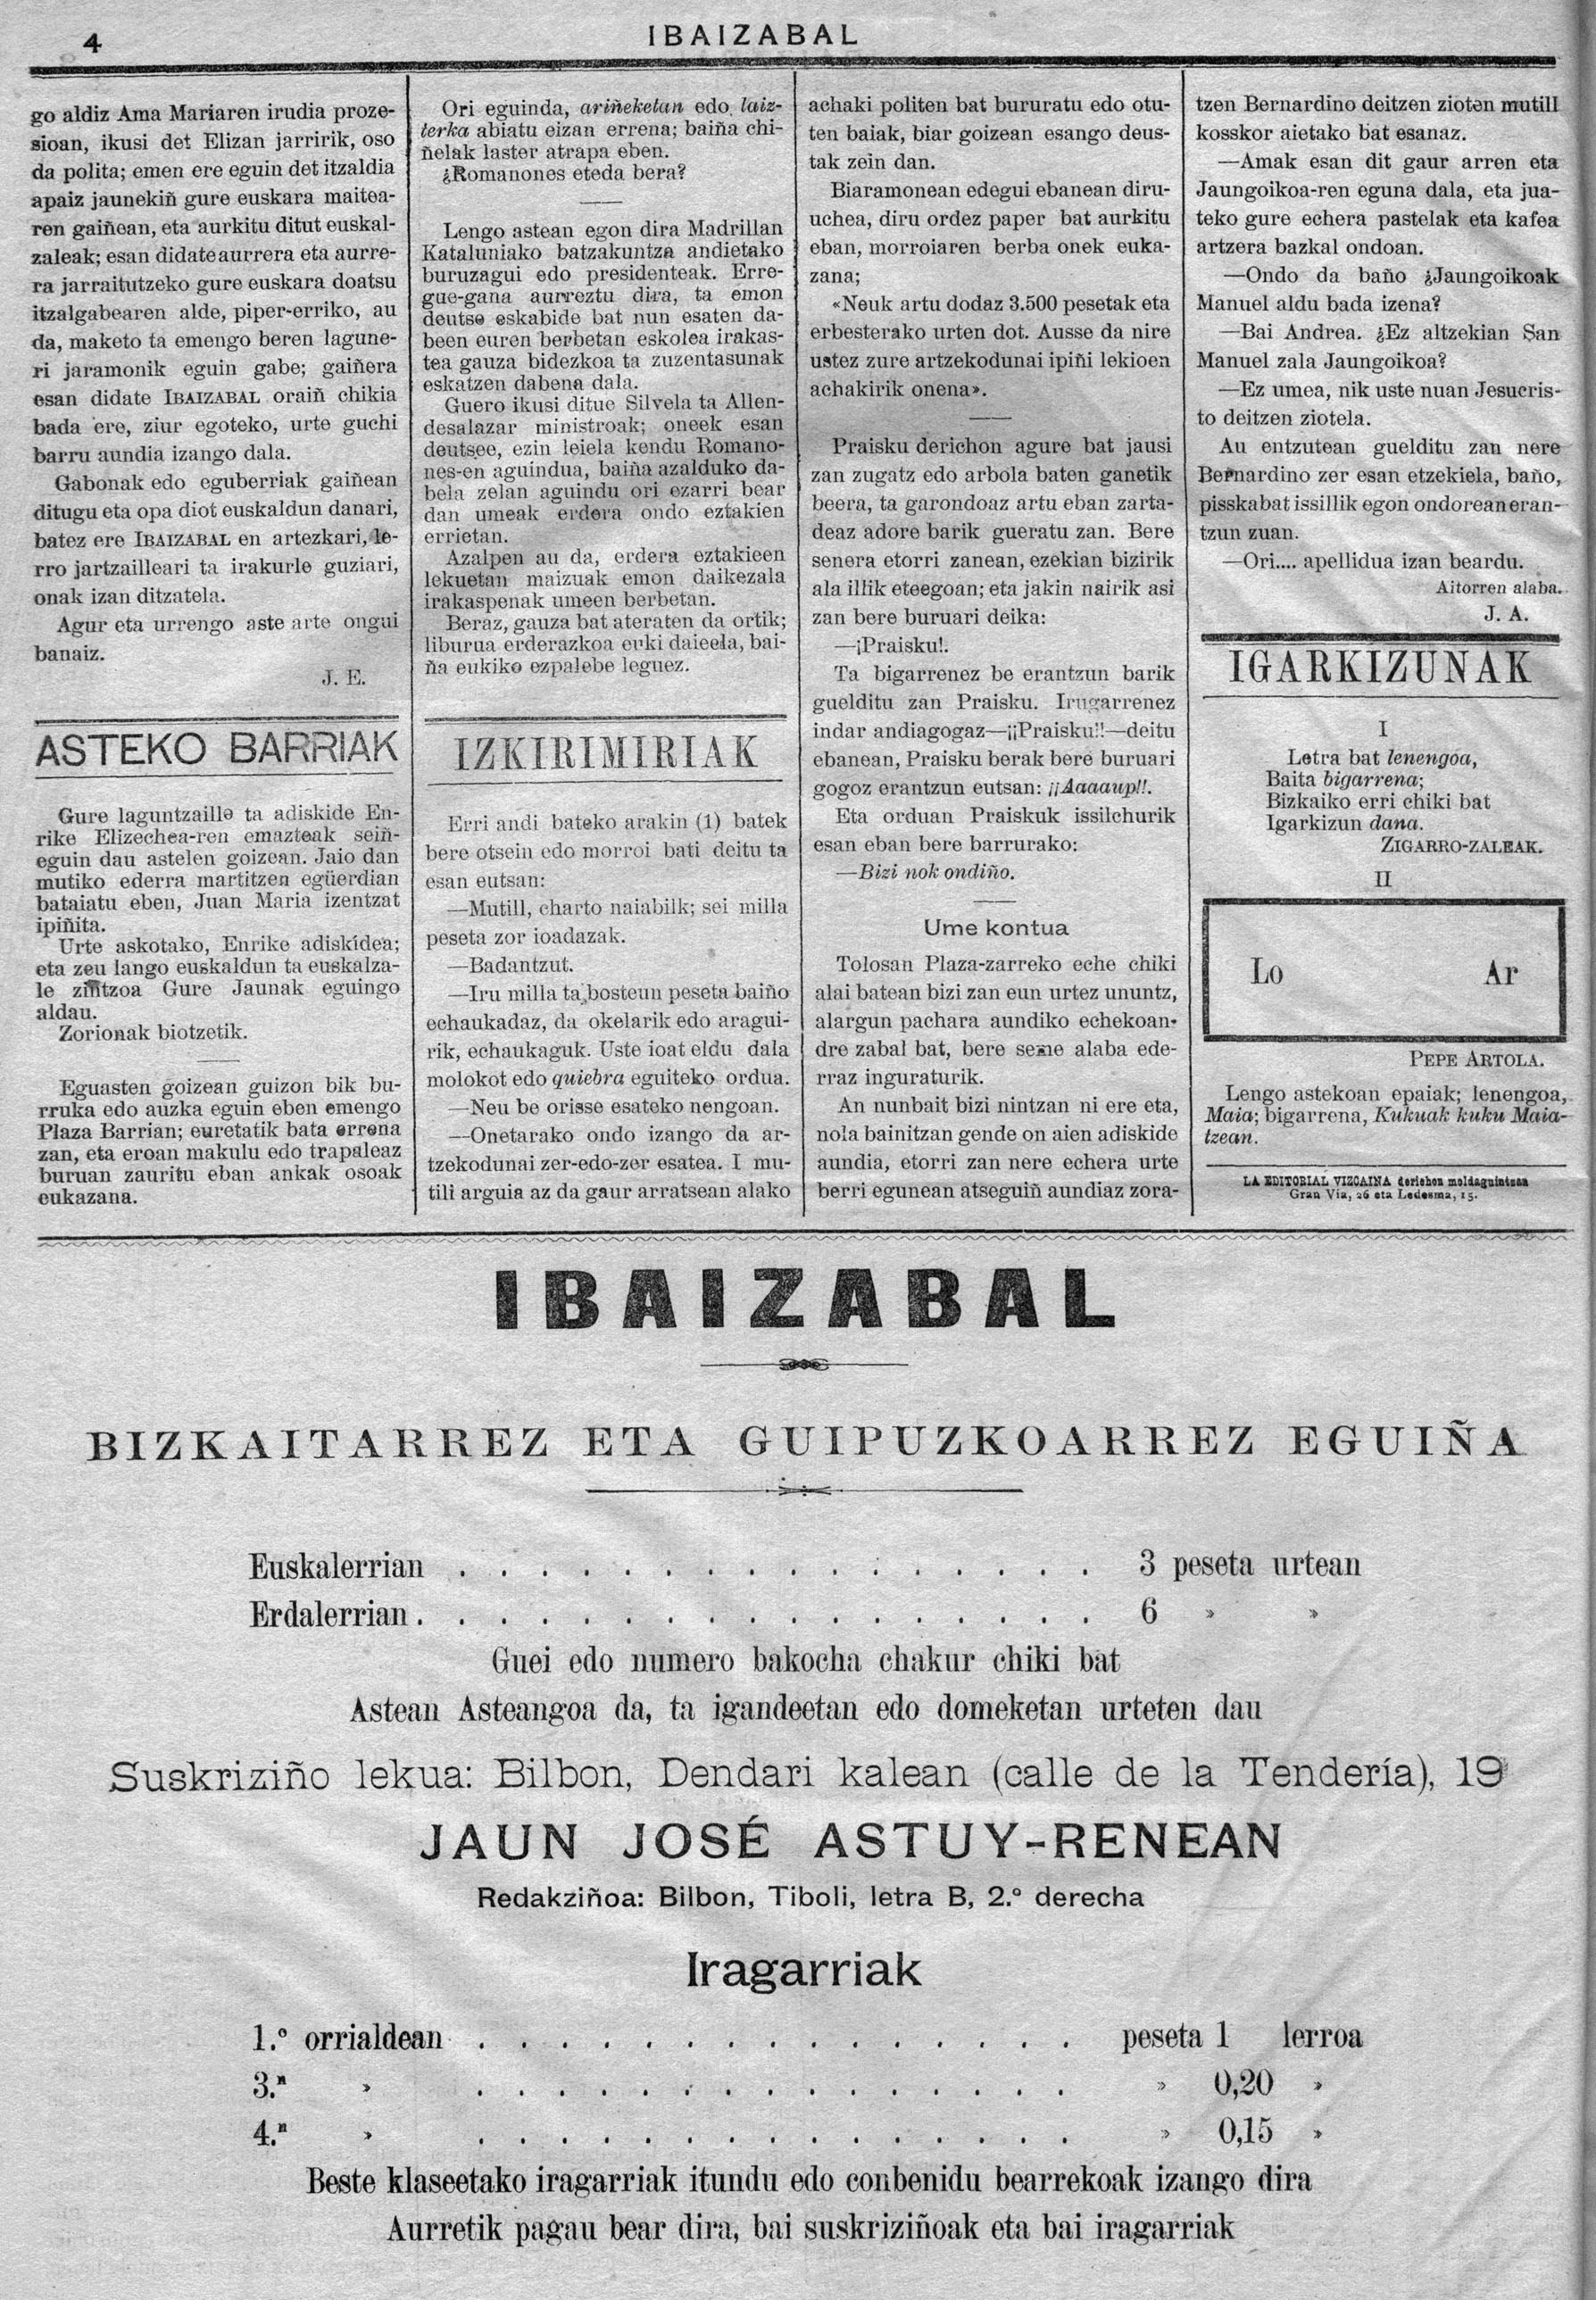 4
IBAIZABAL
go aldiz Ama Mariaren irudia proze-
sioan, ikusi det Elizan jarririk, oso
da polita; emen ere eguin det itzaldia
apaiz jaunekiñ gure euskara maitea-
ren gaiñean, eta aurkitu ditut euskal-
zaleak; esan didate aurrera eta aurre-
ra jarraitutzeko gure euskara doatsu
itzalgabearen alde, piper-erriko, au
da, maketo ta emengo beren lagune-
ri jaramonik eguin gabe; gaiñera
esan didate IBAIZABAL oraiñ chikia
bada ere, ziur egoteko, urte guchi
barru aundia izango dala.
Gabonak edo eguberriak gaiñean
ditugu eta opa diot euskaldun danari,
batez ere IBAIZABAL en artezkari, le-
rro jartzailleari ta irakurle guziari,
onak izan ditzatela.
Agur eta urrengo aste arte ongui
banaiz.
J. E.
ASTEKO BARRIAK
Gure laguntzaille ta adiskide En-
rike Elizechea-ren emazteak seiñ-
eguin dau astelen goizean. Jaio dan
mutiko ederra martitzen egüerdian
bataiatu eben, Juan Maria izentzat
ipiñita.
Urte askotako, Enrike adiskidea;
eta zeu lango euskaldun ta euskalza-
le zintzoa Gure Jaunak eguingo
aldau.
Zorionak biotzetik.
Eguasten goizean guizon bik bu-
rruka edo auzka eguin eben emengo
Plaza Barrian; euretatik bata errena
zan, eta eroan makulu edo trapaleaz
buruan zauritu eban ankak osoak
eukazana.
Ori eguinda, ariñeketan edo laiz-
terka abiatu eizan errena; baiña chi-
ñelak laster atrapa eben.
¿Romanones eteda bera?
Lengo astean egon dira Madrillan
Kataluniako batzakuntza andietako
buruzagui edo presidenteak. Erre-
gue-gana aurreztu dira, ta emon
deutse eskabide bat nun esaten da-
been euren berbetan eskolea irakas-
tea gauza bidezkoa ta zuzentasunak
eskatzen dabena dala.
Guero ikusi ditue Silvela ta Allen-
desalazar ministroak; oneek esan
deutsee, ezin leiela kendu Romano-
nes-en aguindua, baiña azalduko da-
bela zelan aguindu ori ezarri bear
dan umeak erdera ondo eztakien
errietan.
Azalpen au da, erdera eztakieen
lekuetan maizuak emon daikezala
irakaspenak umeen berbetan.
Beraz, gauza bat ateraten da ortik;
liburua erderazkoa euki daieela, bai-
ña eukiko ezpalebe leguez.
IZKIRIMIRIAK
Erri andi bateko arakin (1) batek
bere otsein edo morroi bati deitu ta
esan eutsan:
—Mutill, charto naiabilk; sei milla
peseta zor ioadazak.
—Badantzut.
—Iru milla ta bosteun peseta baiño
echaukadaz, da okelarik edo aragui-
rik, echaukaguk. Uste ioat eldu dala
molokot edo quiebra eguiteko ordua.
—Neu be orisse esateko nengoan.
—Onetarako ondo izango da ar-
tzekodunai zer-edo-zer esatea. I mu-
till arguia az da gaur arratsean alako
achaki politen bat bururatu edo otu-
ten baiak, biar goizean esango deus-
tak zein dan.
Biaramonean edegui ebanean diru-
uchea, diru ordez paper bat aurkitu
eban, morroiaren berba onek euka-
zana;
«Neuk artu dodaz 3.500 pesetak eta
erbesterako urten dot. Ausse da nire
ustez zure artzekodunai ipiñi lekioen
achakirik onena».
Praisku derichon agure bat jausi
zan zugatz edo arbola baten ganetik
beera, ta garondoaz artu eban zarta-
deaz adore barik gueratu zan. Bere
senera etorri zanean, ezekian bizirik
ala illik eteegoan; eta jakin nairik asi
zan bere buruari deika:
—¡Praisku!.
Ta bigarrenez be erantzun barik
guelditu zan Praisku. Irugarrenez
indar andiagogaz—¡¡Praisku!!—deitu
ebanean, Praisku berak bere buruari
gogoz erantzun eutsan: ¡¡Aaaaup!!.
Eta orduan Praiskuk issilchurik
esan eban bere barrurako:
—Bizi nok ondiño.
Ume kontua
Tolosan Plaza-zarreko eche chiki
alai batean bizi zan eun urtez ununtz,
alargun pachara aundiko echekoan-
dre zabal bat, bere seme alaba ede-
rraz inguraturik.
An nunbait bizi nintzan ni ere eta,
nola bainitzan gende on aien adiskide
aundia, etorri zan nere echera urte
berri egunean atseguiñ aundiaz zora-
tzen Bernardino deitzen zioten mutill
kosskor aietako bat esanaz.
—Amak esan dit gaur arren eta
Jaungoikoa-ren eguna dala, eta jua-
teko gure echera pastelak eta kafea
artzera bazkal ondoan.
—Ondo da baño ¿Jaungoikoak
Manuel aldu bada izena?
—Bai Andrea. ¿Ez altzekian San
Manuel zala Jaungoikoa?
—Ez umea, nik uste nuan Jesucris-
to deitzen ziotela.
Au entzutean guelditu zan nere
Bernardino zer esan etzekiela, baño,
pisskabat issillik egon ondorean eran-
tzun zuan.
—Ori.... apellidua izan beardu.
Aitorren alaba.
J. A.
IGARKIZUNAK
I
Letra bat lenengoa,
Baita bigarrena;
Bizkaiko erri chiki bat
Igarkizun dana.
ZIGARRO-ZALEAK.
II
Lo Ar
PEPE ARTOLA.
Lengo astekoan epaiak; lenengoa,
Maia; bigarrena, Kukuak kuku Maia-
tzean.
LA EDITORIAL VIZCAINA derichon moldaguintzan
Gran Vía, 26 eta Ledesma, 15.
IBAIZABAL
BIZKAITARREZ ETA GUIPUZKOARREZ EGUIÑA
Euskalerrian . . . . . . . . . . . . . . . . 3 peseta urtean
Erdalerrian . . . . . . . . . . . . . . . . . 6 » »
Guei edo numero bakocha chakur chiki bat
Astean Asteangoa da, ta igandeetan edo domeketan urteten dau
Suskriziño lekua: Bilbon, Dendari kalean (calle de la Tendería), 19
JAUN JOSÉ ASTUY-RENEAN
Redakziñoa: Bilbon, Tiboli, letra B, 2.º derecha
Iragarriak
1.º orrialdean . . . . . . . . . . . . . . . peseta 1 lerroa
3.ⁿ » . . . . . . . . . . . . . . . » 0,20 »
4.ⁿ » . . . . . . . . . . . . . . . » 0,15 »
Beste klaseetako iragarriak itundu edo conbenidu bearrekoak izango dira
Aurretik pagau bear dira, bai suskriziñoak eta bai iragarriak